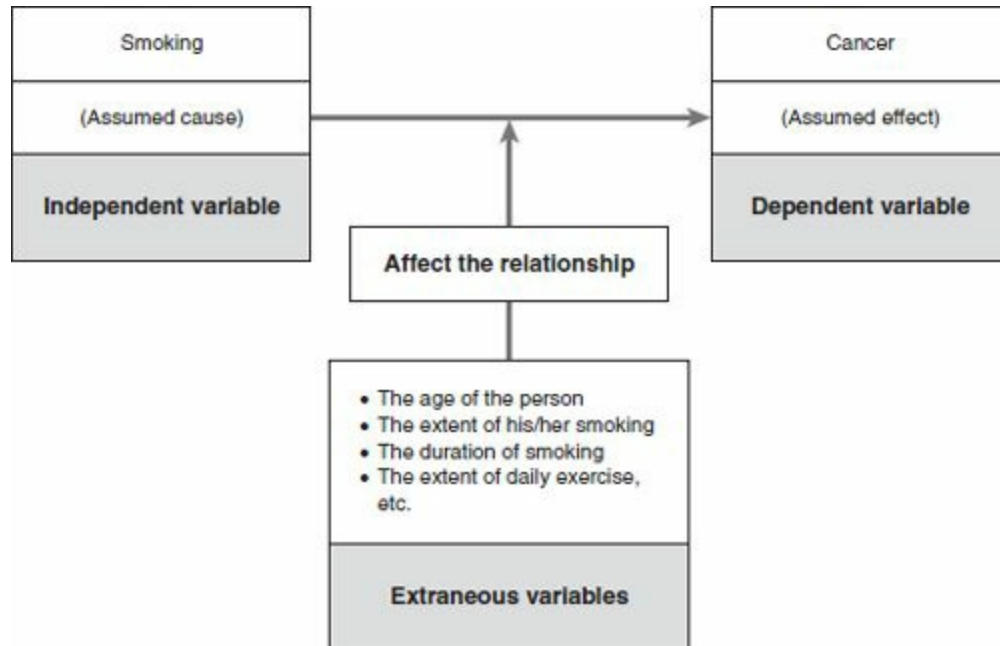 Smoking
(Assumed cause)
Independent variable
Cancer
(Assumed effect)
Dependent variable
Affect the relationship
• The age of the person
• The extent of his/her smoking
• The duration of smoking
• The extent of daily exercise,
etc.
Extraneous variables